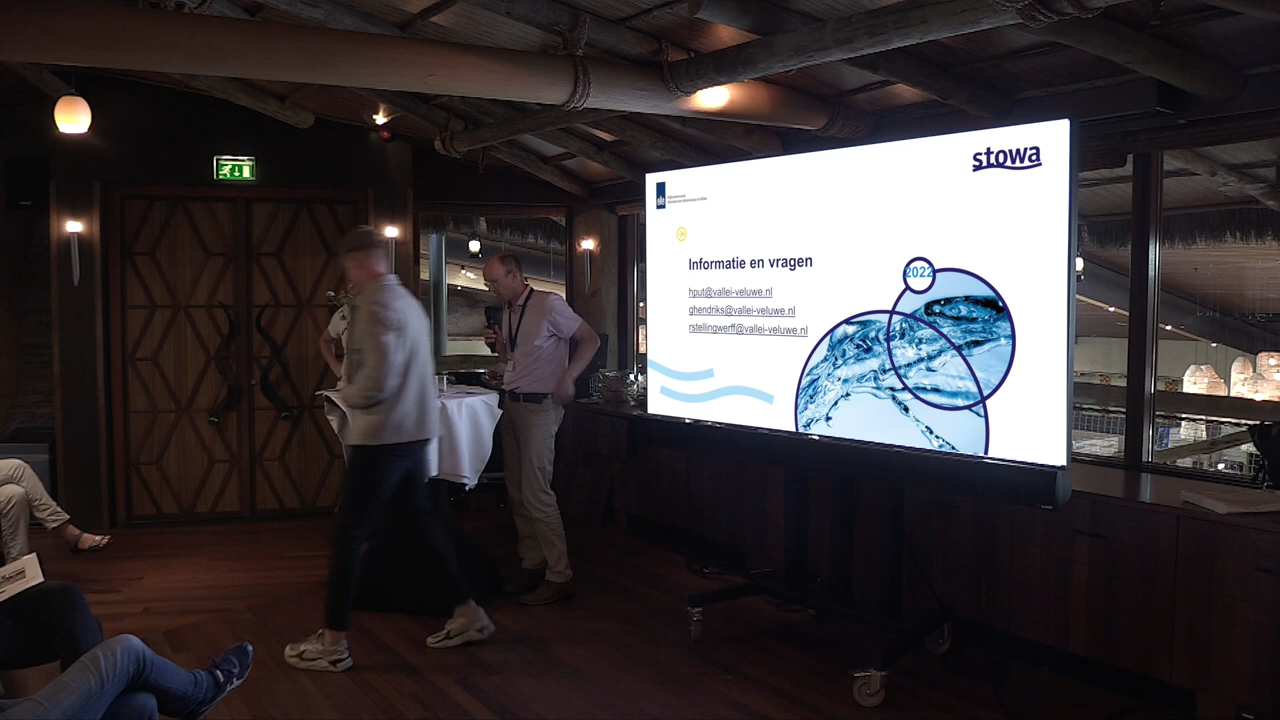 stowa
Informatie en vragen
2022
hput@vallei-veluwe.nl
ghendriks@vallei-veluwe.nl
rstellingwerff@vallei-veluwe.nl